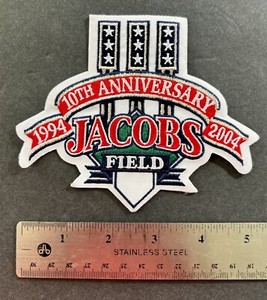 10TH ANNIVERSARY
1994 2004
JACOBS
FIELD
1 2 3 4 5
STAINLESS STEEL